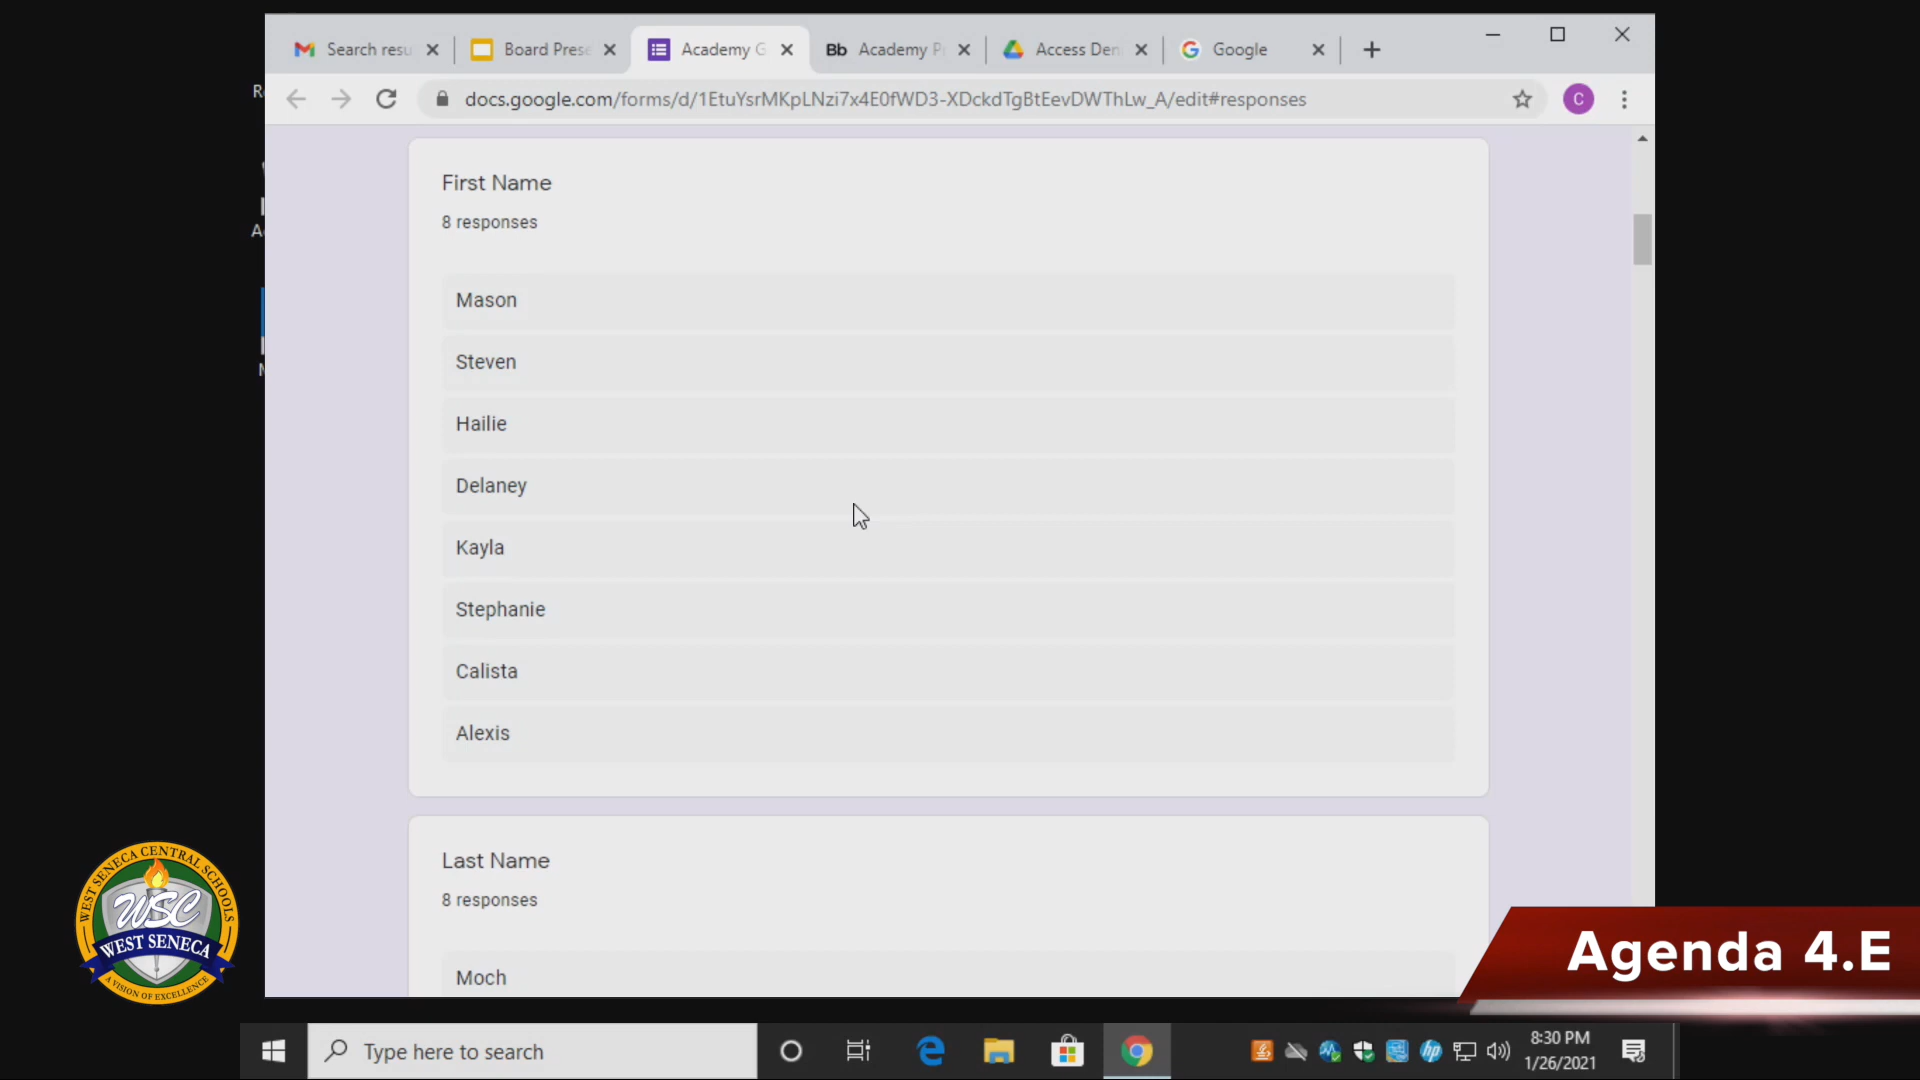 Search resu
Board Prese
Academy G
Bb Academy P
Access Den
Google
docs.google.com/forms/d/1EtuYsrMKpLNzi7x4E0fWD3-XDckdTgBtEevDWThLw_A/edit#responses
C
First Name
8 responses
Mason
Steven
Hailie
Delaney
Kayla
Stephanie
Calista
Alexis
Last Name
8 responses
Moch
WEST SENECA CENTRAL SCHOOLS
WSC
WEST SENECA
A VISION OF EXCELLENCE
Agenda 4.E
Type here to search
hp
8:30 PM
1/26/2021